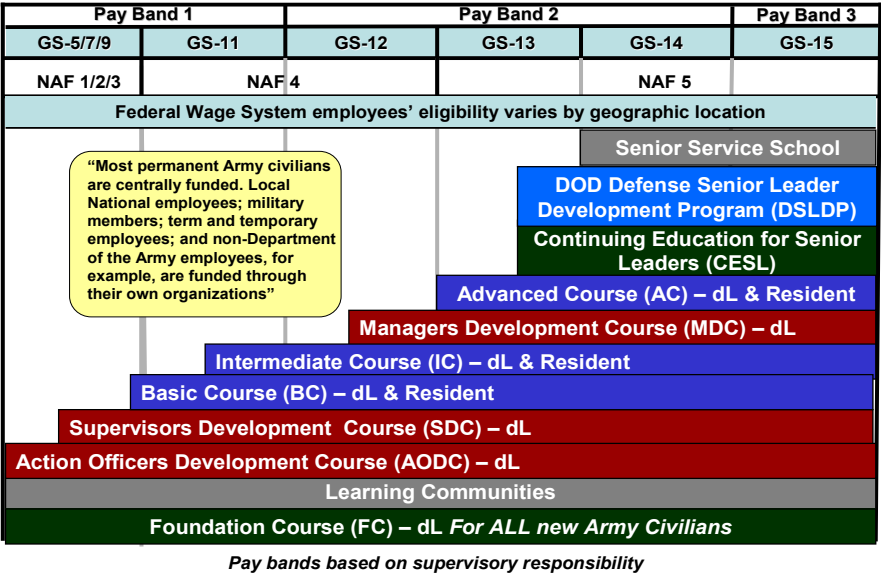 Pay Band 1 Pay Band 2 Pay Band 3
GS-5/7/9 GS-11 GS-12 GS-13 GS-14 GS-15
NAF 1/2/3 NAF 4 NAF 5
Federal Wage System employees’ eligibility varies by geographic location
Senior Service School
“Most permanent Army civilians
are centrally funded. Local
National employees; military
members; term and temporary
employees; and non-Department
of the Army employees, for
example, are funded through
their own organizations”
DOD Defense Senior Leader
Development Program (DSLDP)
Continuing Education for Senior
Leaders (CESL)
Advanced Course (AC) – dL & Resident
Managers Development Course (MDC) – dL
Intermediate Course (IC) – dL & Resident
Basic Course (BC) – dL & Resident
Supervisors Development Course (SDC) – dL
Action Officers Development Course (AODC) – dL
Learning Communities
Foundation Course (FC) – dL For ALL new Army Civilians
Pay bands based on supervisory responsibility